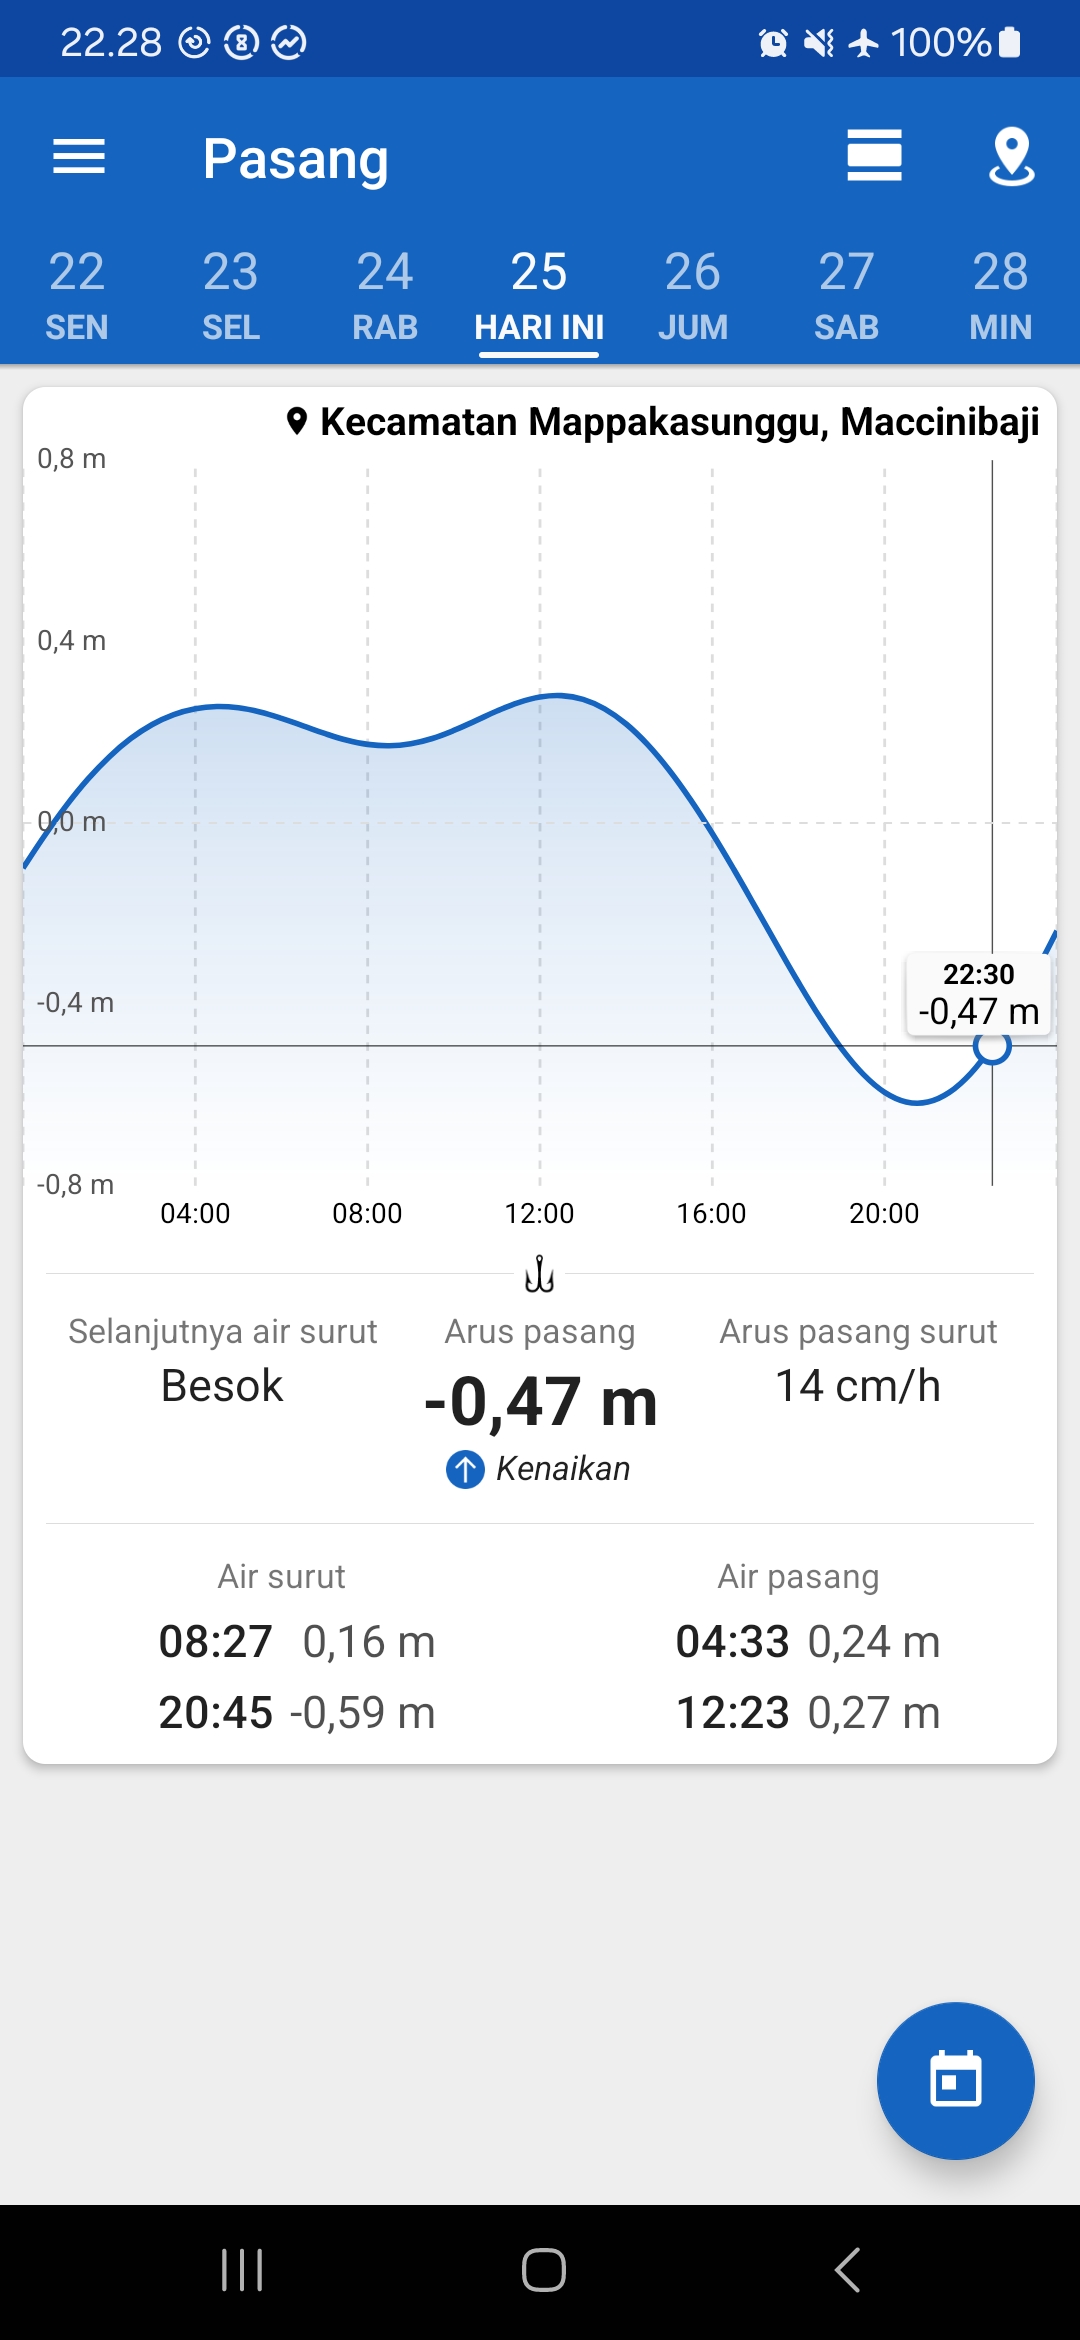 22.28 100%
Pasang
22 23 24 25 26 27 28
SEN SEL RAB HARI INI JUM SAB MIN
Kecamatan Mappakasunggu, Maccinibaji
0,8 m
0,4 m
0,0 m
-0,4 m
-0,8 m
22:30
-0,47 m
04:00 08:00 12:00 16:00 20:00
Selanjutnya air surut Arus pasang Arus pasang surut
Besok -0,47 m 14 cm/h
Kenaikan
Air surut Air pasang
08:27 0,16 m 04:33 0,24 m
20:45 -0,59 m 12:23 0,27 m